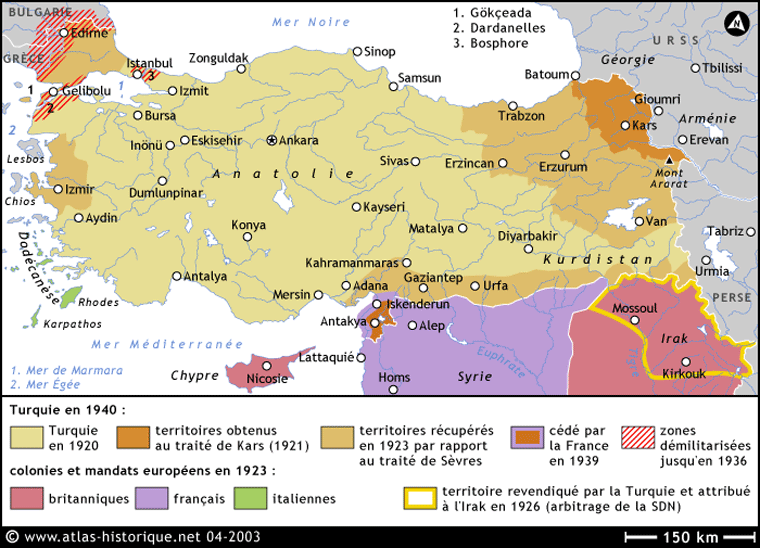 BULGARIE
Mer Noire
1. Gökçeada
2. Dardanelles
3. Bosphore
N
Edirne
GRÈCE
Istanbul
3
Zonguldak
Sinop
Géorgie
URSS
Batoum
Tbilissi
1
Gelibolu
2
1
Izmit
Samsun
Trabzon
Gioumri
Arménie
Kars
Erevan
2
Bursa
Inönü
Eskisehir
Ankara
Lesbos
Sivas
Erzincan
Erzurum
Mont
Ararat
Izmir
Dumlunpinar
Anatolie
Chios
Aydin
Konya
Kayseri
Matalya
Van
Tabriz
Diyarbakir
Kurdistan
Dodécanèse
Antalya
Kahramanmaras
Gaziantep
Urfa
Urmia
Adana
Mersin
Iskenderun
PERSE
Rhodes
Karpathos
Antakya
Alep
Mossoul
Mer Méditerranée
Lattaquié
Euphrate
Tigre
Irak
1. Mer de Marmara
2. Mer Égée
Chypre
Nicosie
Homs
Syrie
Kirkouk
Turquie en 1940 :
Turquie
en 1920
territoires obtenus
au traité de Kars (1921)
territoires récupérés
en 1923 par rapport
au traité de Sèvres
cédé par
la France
en 1939
zones
démilitarisées
jusqu'en 1936
colonies et mandats européens en 1923 :
britanniques
français
italiennes
territoire revendiqué par la Turquie et attribué
à l'Irak en 1926 (arbitrage de la SDN)
© www.atlas-historique.net 04-2003
150 km